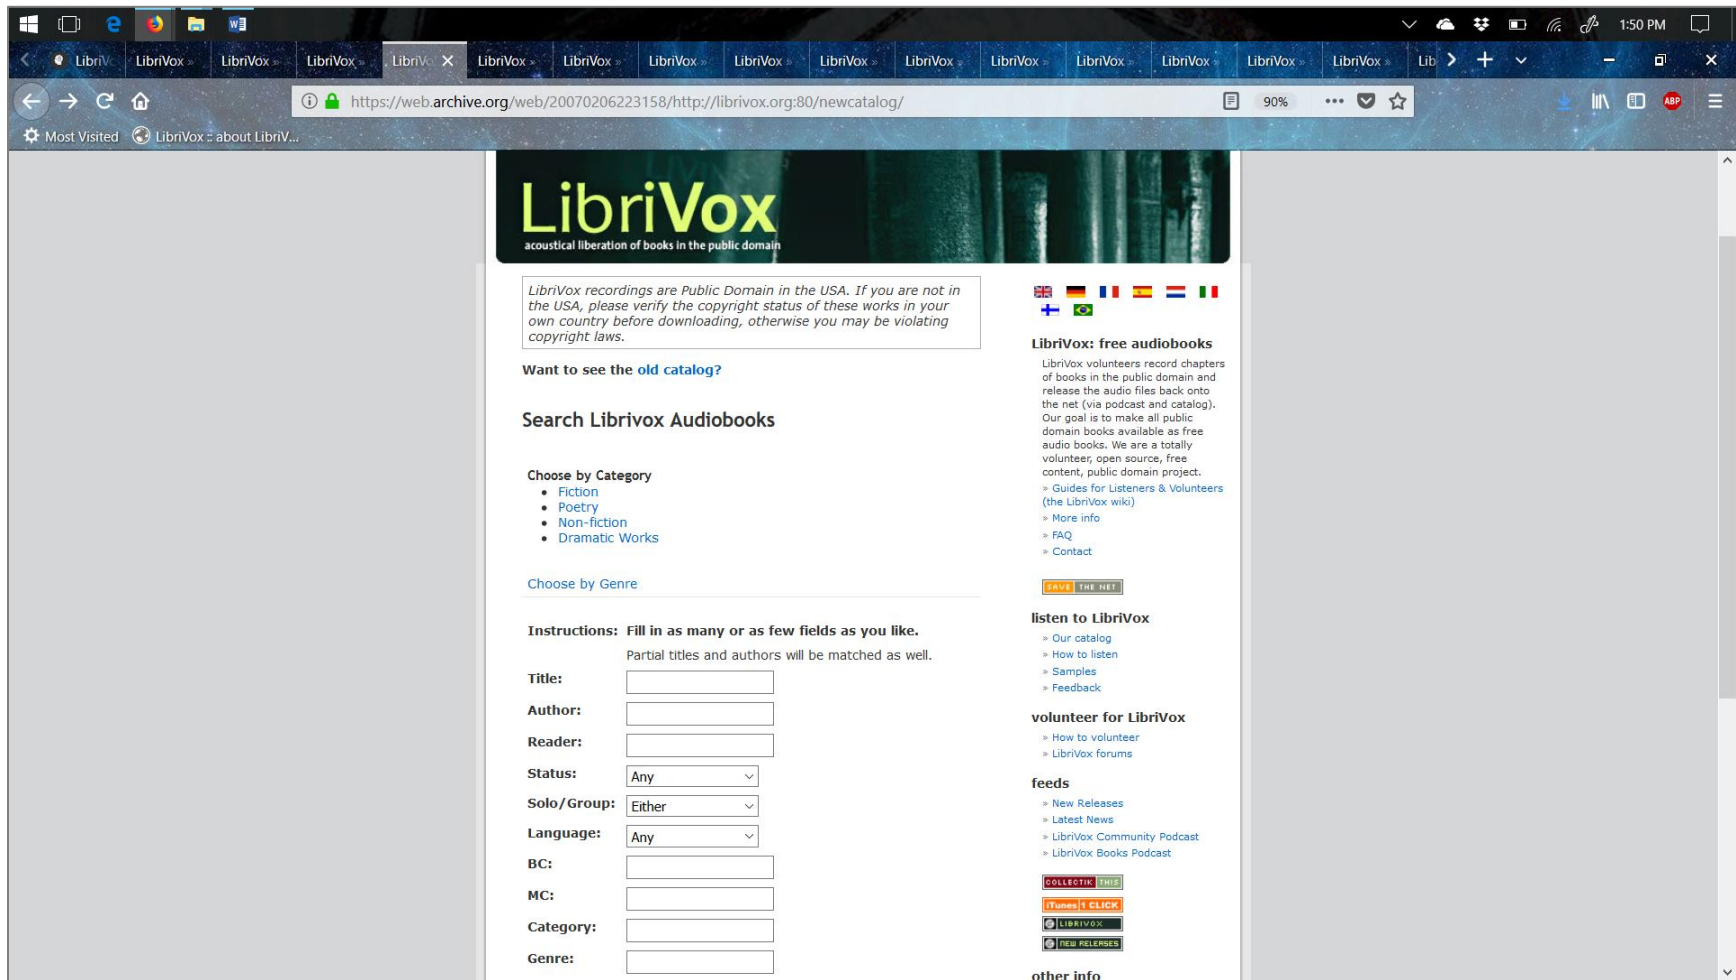 1:50 PM
LibriV
LibriVox »
LibriVox »
LibriVox »
LibriVo
LibriVox »
LibriVox »
LibriVox »
LibriVox »
LibriVox »
LibriVox »
LibriVox »
LibriVox »
LibriVox »
LibriVox »
LibriVox »
Lib
https://web.archive.org/web/20070206223158/http://librivox.org:80/newcatalog/
90%
ABP
Most Visited
LibriVox :: about LibriV...
LibriVox
acoustical liberation of books in the public domain
LibriVox recordings are Public Domain in the USA. If you are not in
the USA, please verify the copyright status of these works in your
own country before downloading, otherwise you may be violating
copyright laws.
Want to see the old catalog?
Search Librivox Audiobooks
Choose by Category
• Fiction
• Poetry
• Non-fiction
• Dramatic Works
Choose by Genre
Instructions: Fill in as many or as few fields as you like.
Partial titles and authors will be matched as well.
Title:
Author:
Reader:
Status: Any
Solo/Group: Either
Language: Any
BC:
MC:
Category:
Genre:
LibriVox: free audiobooks
LibriVox volunteers record chapters
of books in the public domain and
release the audio files back onto
the net (via podcast and catalog).
Our goal is to make all public
domain books available as free
audio books. We are a totally
volunteer, open source, free
content, public domain project.
» Guides for Listeners & Volunteers
(the LibriVox wiki)
» More info
» FAQ
» Contact
SAVE THE NET
listen to LibriVox
» Our catalog
» How to listen
» Samples
» Feedback
volunteer for LibriVox
» How to volunteer
» LibriVox forums
feeds
» New Releases
» Latest News
» LibriVox Community Podcast
» LibriVox Books Podcast
COLLECTIK THIS
iTunes 1 CLICK
LIBRIVOX
NEW RELEASES
other info